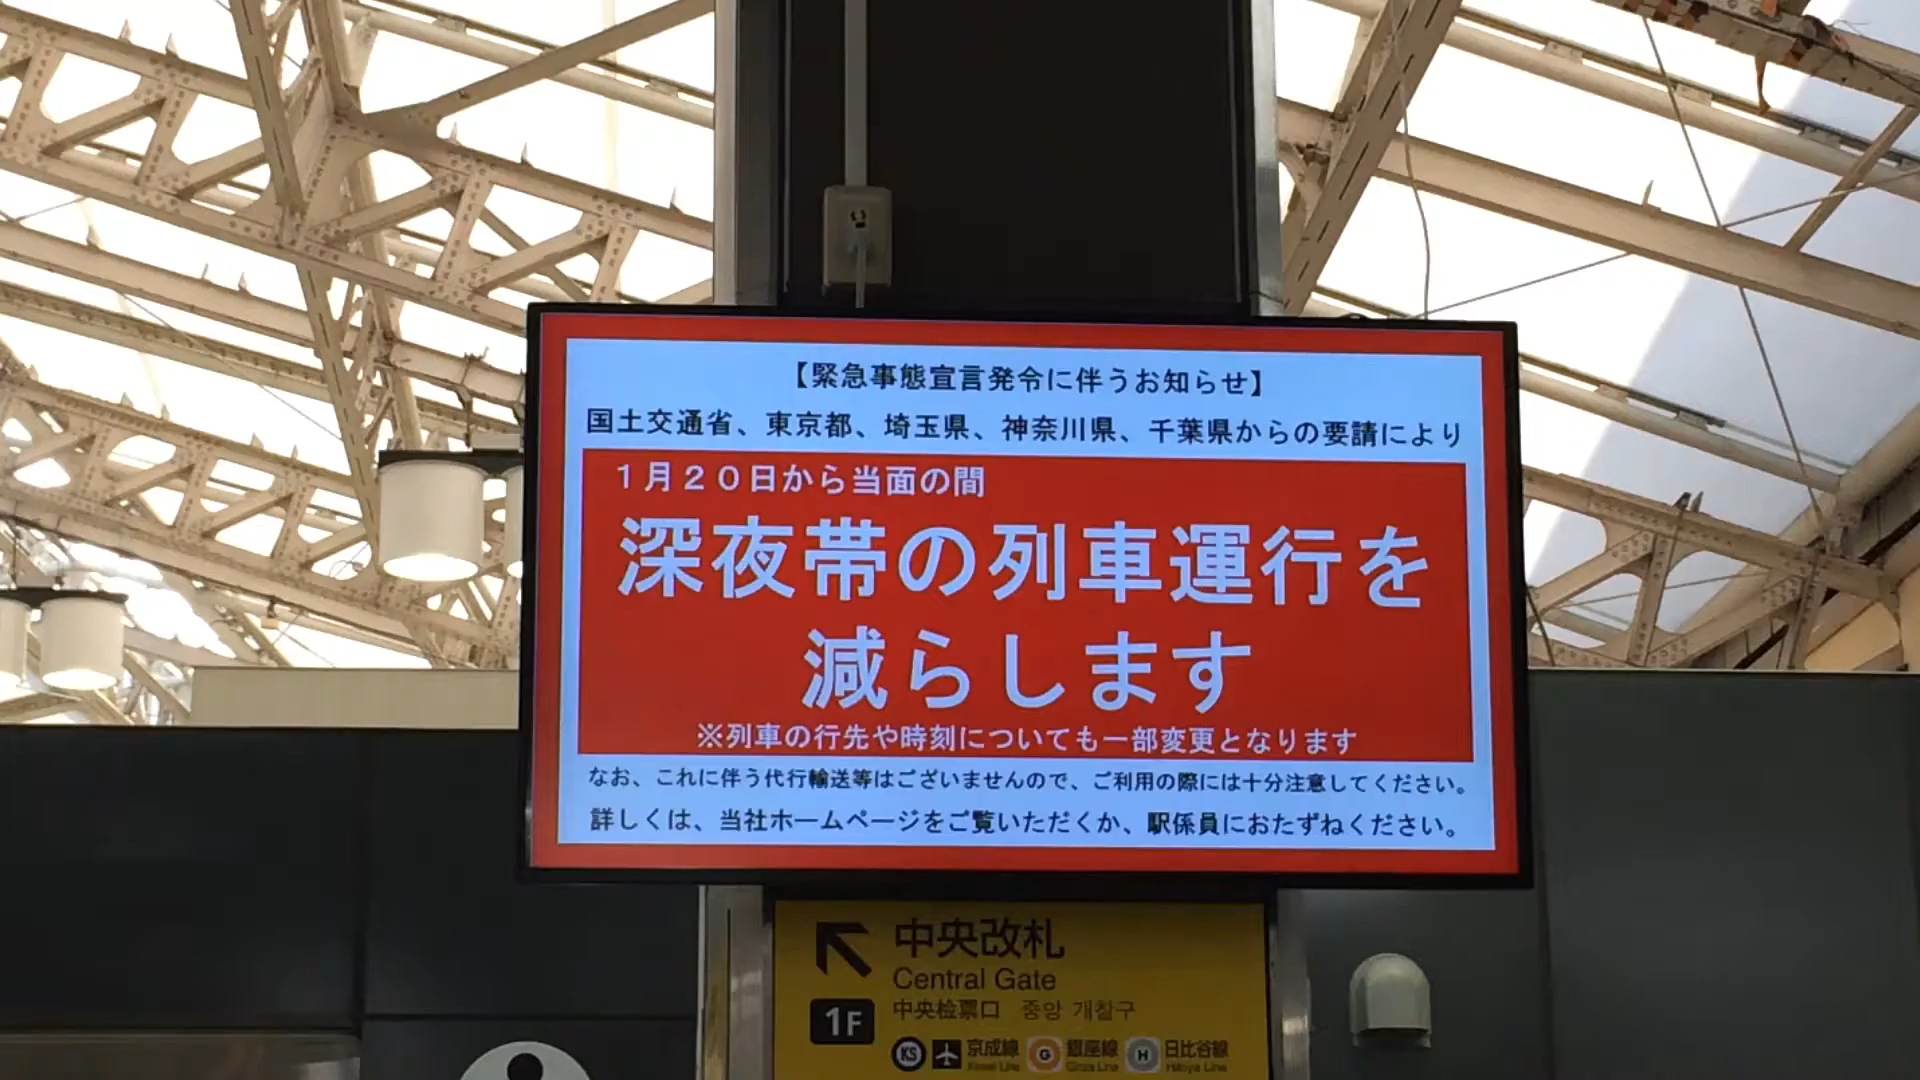 【緊急事態宣言発令に伴うお知らせ】
国土交通省、東京都、埼玉県、神奈川県、千葉県からの要請により
１月２０日から当面の間
深夜帯の列車運行を
減らします
※列車の行先や時刻についても一部変更となります
なお、これに伴う代行輸送等はございませんので、ご利用の際には十分注意してください。
詳しくは、当社ホームページをご覧いただくか、駅係員におたずねください。
中央改札
Central Gate
1F 中央检票口 중앙 개찰구
KS 京成線 G 銀座線 H 日比谷線
Keisei Line Ginza Line Hibiya Line